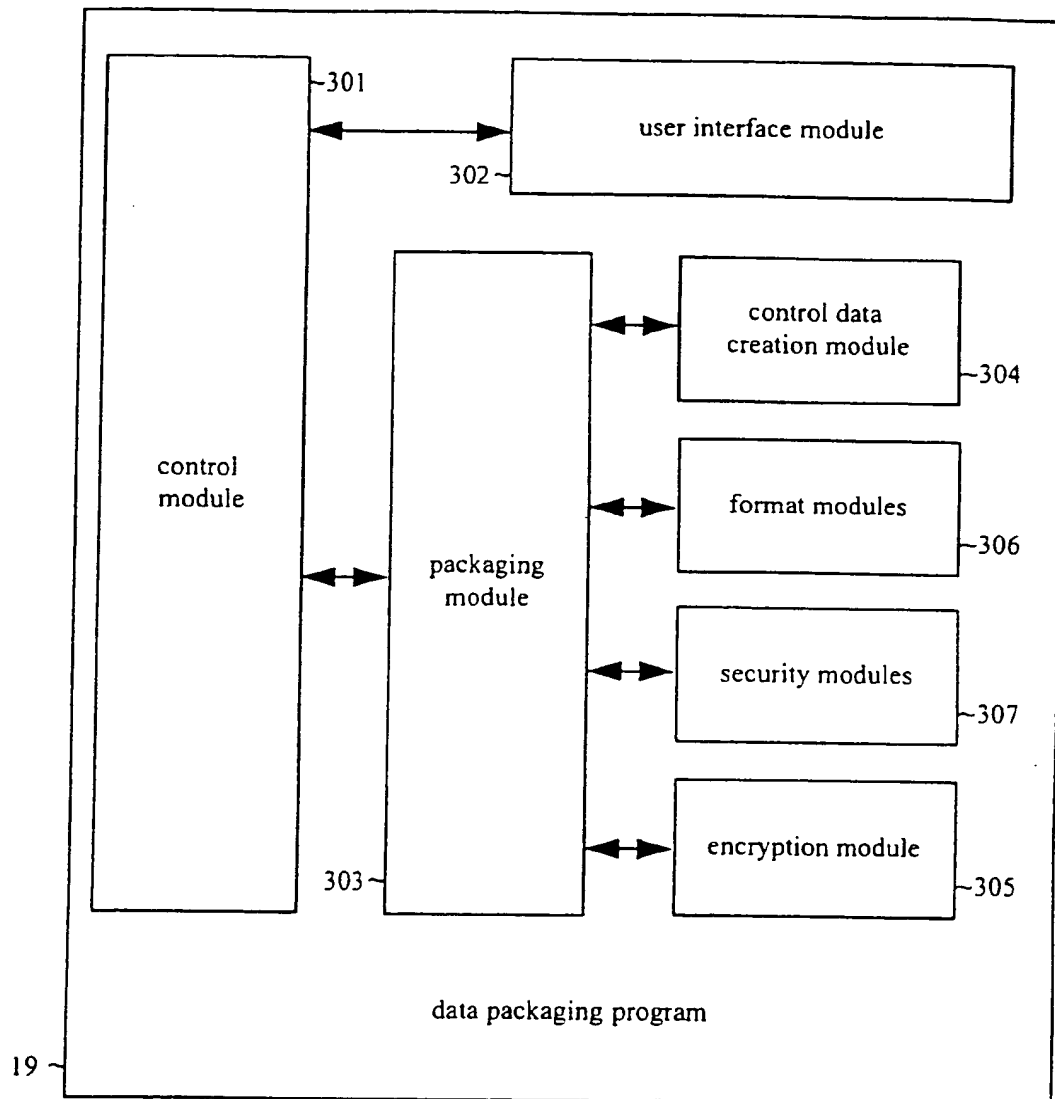 301
user interface module
302
control data
creation module
304
control
module
format modules
306
packaging
module
security modules
307
encryption module
303
305
data packaging program
19